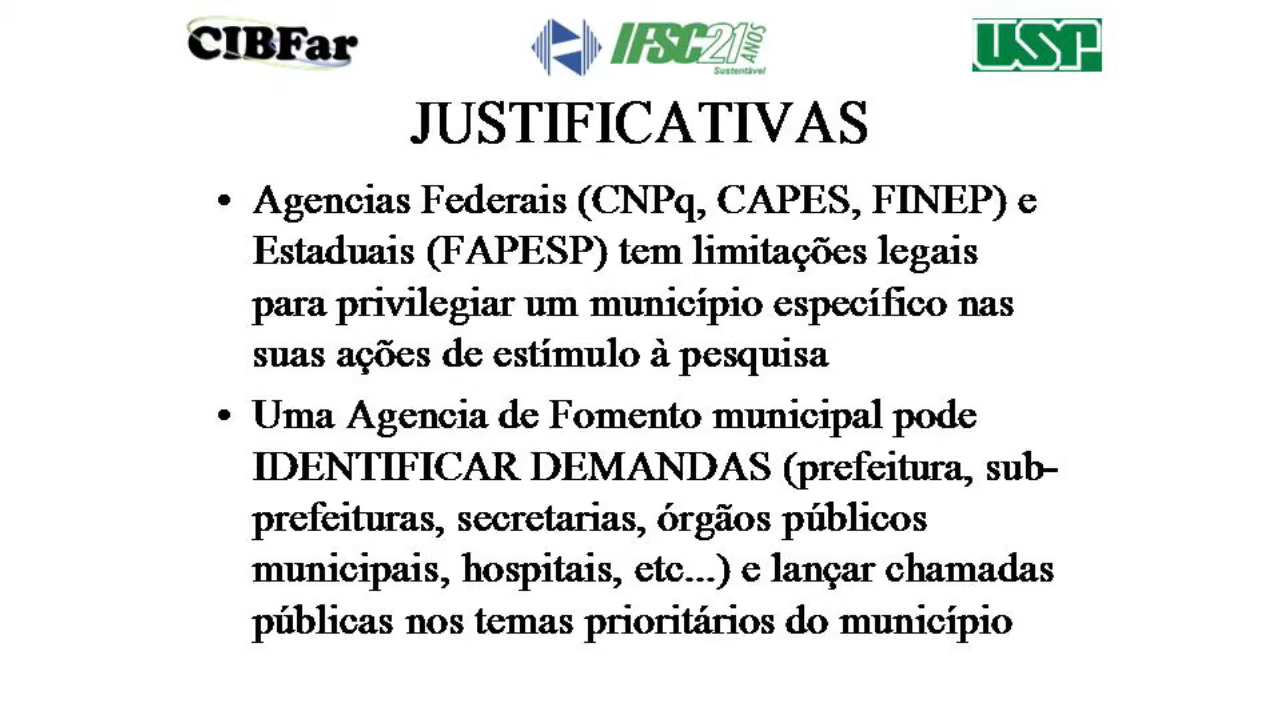 CIBFar
IFSC 21 ANOS
Sustentável
USP
JUSTIFICATIVAS
• Agencias Federais (CNPq, CAPES, FINEP) e
Estaduais (FAPESP) tem limitações legais
para privilegiar um município específico nas
suas ações de estímulo à pesquisa
• Uma Agencia de Fomento municipal pode
IDENTIFICAR DEMANDAS (prefeitura, sub-
prefeituras, secretarias, órgãos públicos
municipais, hospitais, etc...) e lançar chamadas
públicas nos temas prioritários do município